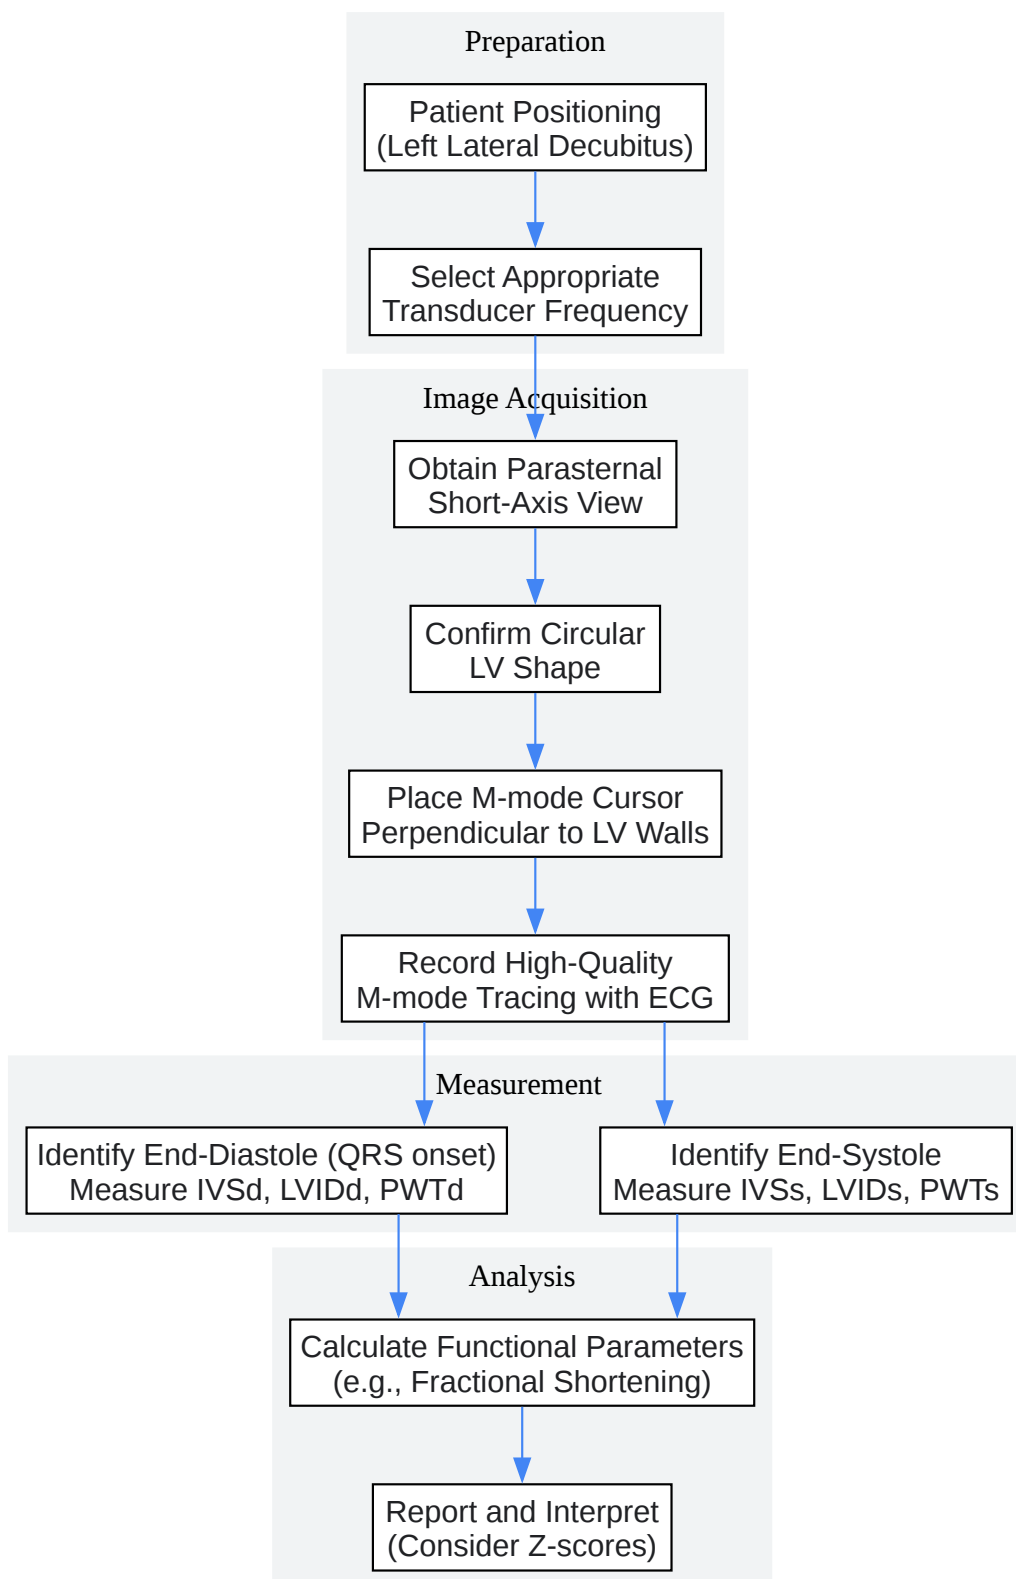 Preparation
Patient Positioning
(Left Lateral Decubitus)
Select Appropriate
Transducer Frequency
Image Acquisition
Obtain Parasternal
Short-Axis View
Confirm Circular
LV Shape
Place M-mode Cursor
Perpendicular to LV Walls
Record High-Quality
M-mode Tracing with ECG
Measurement
Identify End-Diastole (QRS onset)
Measure IVSd, LVIDd, PWTd
Identify End-Systole
Measure IVSs, LVIDs, PWTs
Analysis
Calculate Functional Parameters
(e.g., Fractional Shortening)
Report and Interpret
(Consider Z-scores)